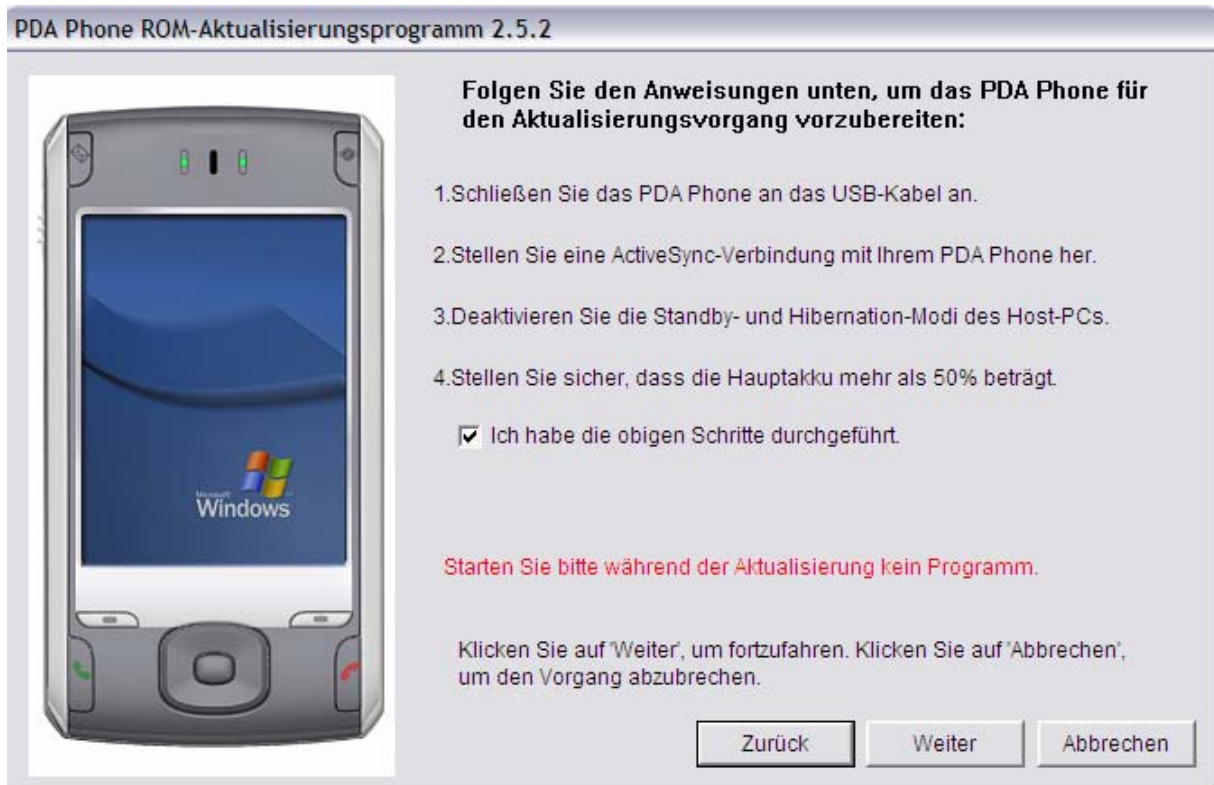 PDA Phone ROM-Aktualisierungsprogramm 2.5.2
Folgen Sie den Anweisungen unten, um das PDA Phone für
den Aktualisierungsvorgang vorzubereiten:
1.Schließen Sie das PDA Phone an das USB-Kabel an.
2.Stellen Sie eine ActiveSync-Verbindung mit Ihrem PDA Phone her.
3.Deaktivieren Sie die Standby- und Hibernation-Modi des Host-PCs.
4.Stellen Sie sicher, dass die Hauptakku mehr als 50% beträgt.
Ich habe die obigen Schritte durchgeführt.
Microsoft
Windows
Starten Sie bitte während der Aktualisierung kein Programm.
Klicken Sie auf 'Weiter', um fortzufahren. Klicken Sie auf 'Abbrechen',
um den Vorgang abzubrechen.
Zurück
Weiter
Abbrechen